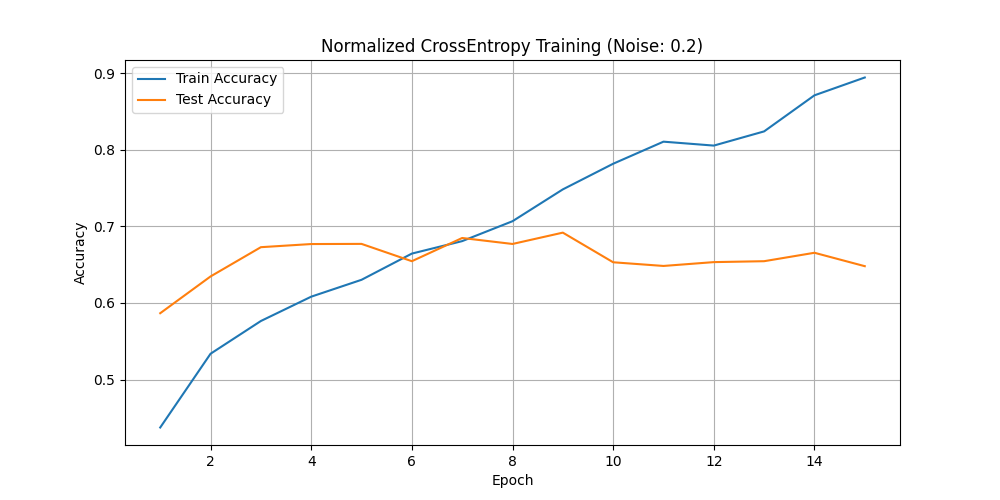 Normalized CrossEntropy Training (Noise: 0.2)
Train Accuracy
Test Accuracy
0.9
0.8
0.7
0.6
0.5
Accuracy
2 4 6 8 10 12 14
Epoch